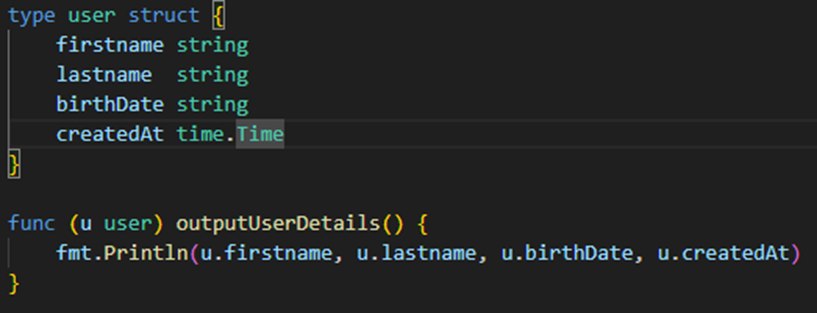 type user struct {
    firstname string
    lastname  string
    birthDate string
    createdAt time.Time
}

func (u user) outputUserDetails() {
    fmt.Println(u.firstname, u.lastname, u.birthDate, u.createdAt)
}